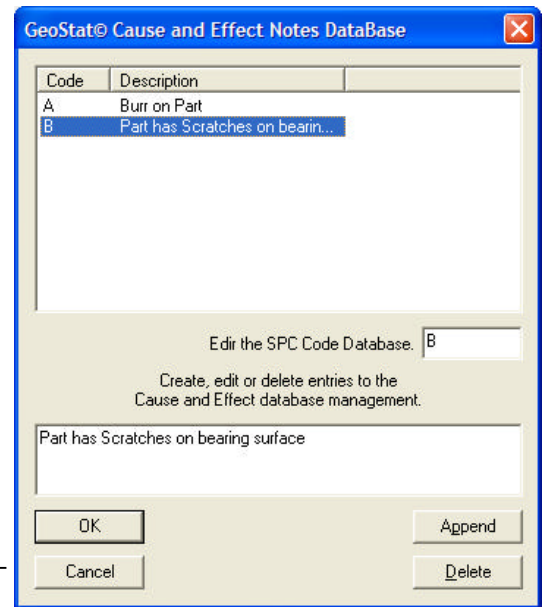 GeoStat© Cause and Effect Notes DataBase
Code Description
A Burr on Part
B Part has Scratches on bearin...
Edir the SPC Code Database. B
Create, edit or delete entries to the
Cause and Effect database management.
Part has Scratches on bearing surface
OK Append
Cancel Delete